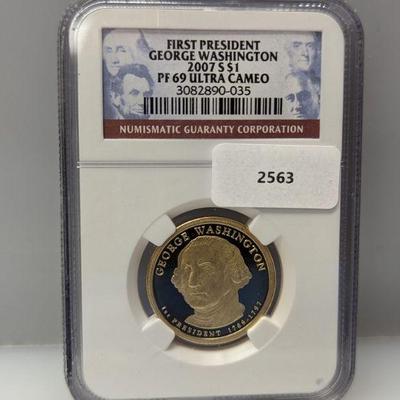 FIRST PRESIDENT
GEORGE WASHINGTON
2007 S $1
PF 69 ULTRA CAMEO
3082890-035
NUMISMATIC GUARANTY CORPORATION
2563
GEORGE WASHINGTON
1st PRESIDENT 1789-1797